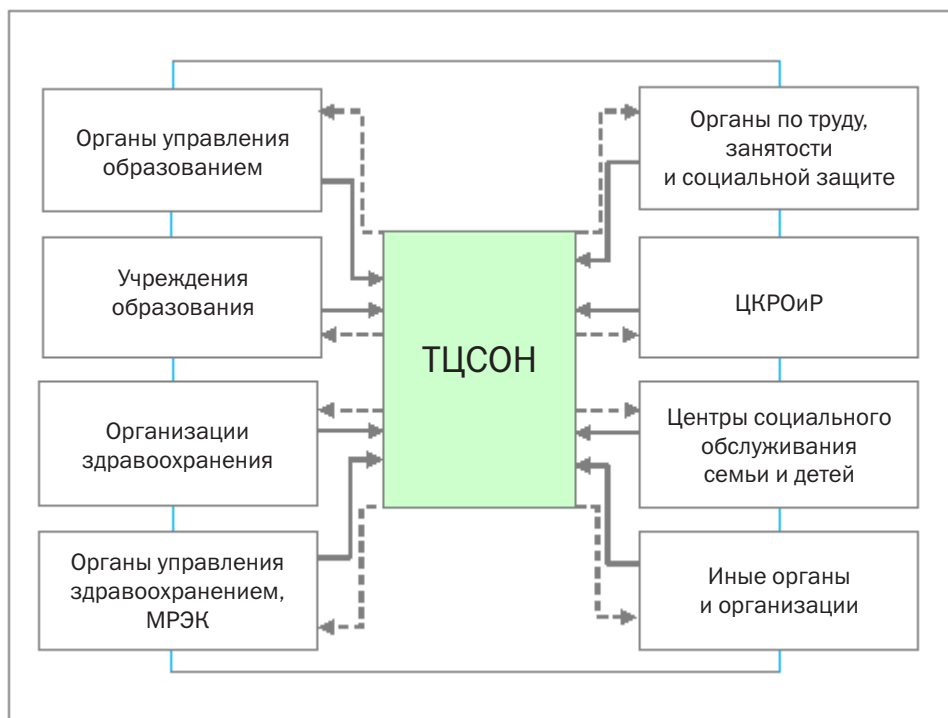 Органы управления
образованием
Учреждения
образования
Организации
здравоохранения
Органы управления
здравоохранением,
МРЭК
ТЦСОН
Органы по труду,
занятости
и социальной защите
ЦКРОиР
Центры социального
обслуживания
семьи и детей
Иные органы
и организации